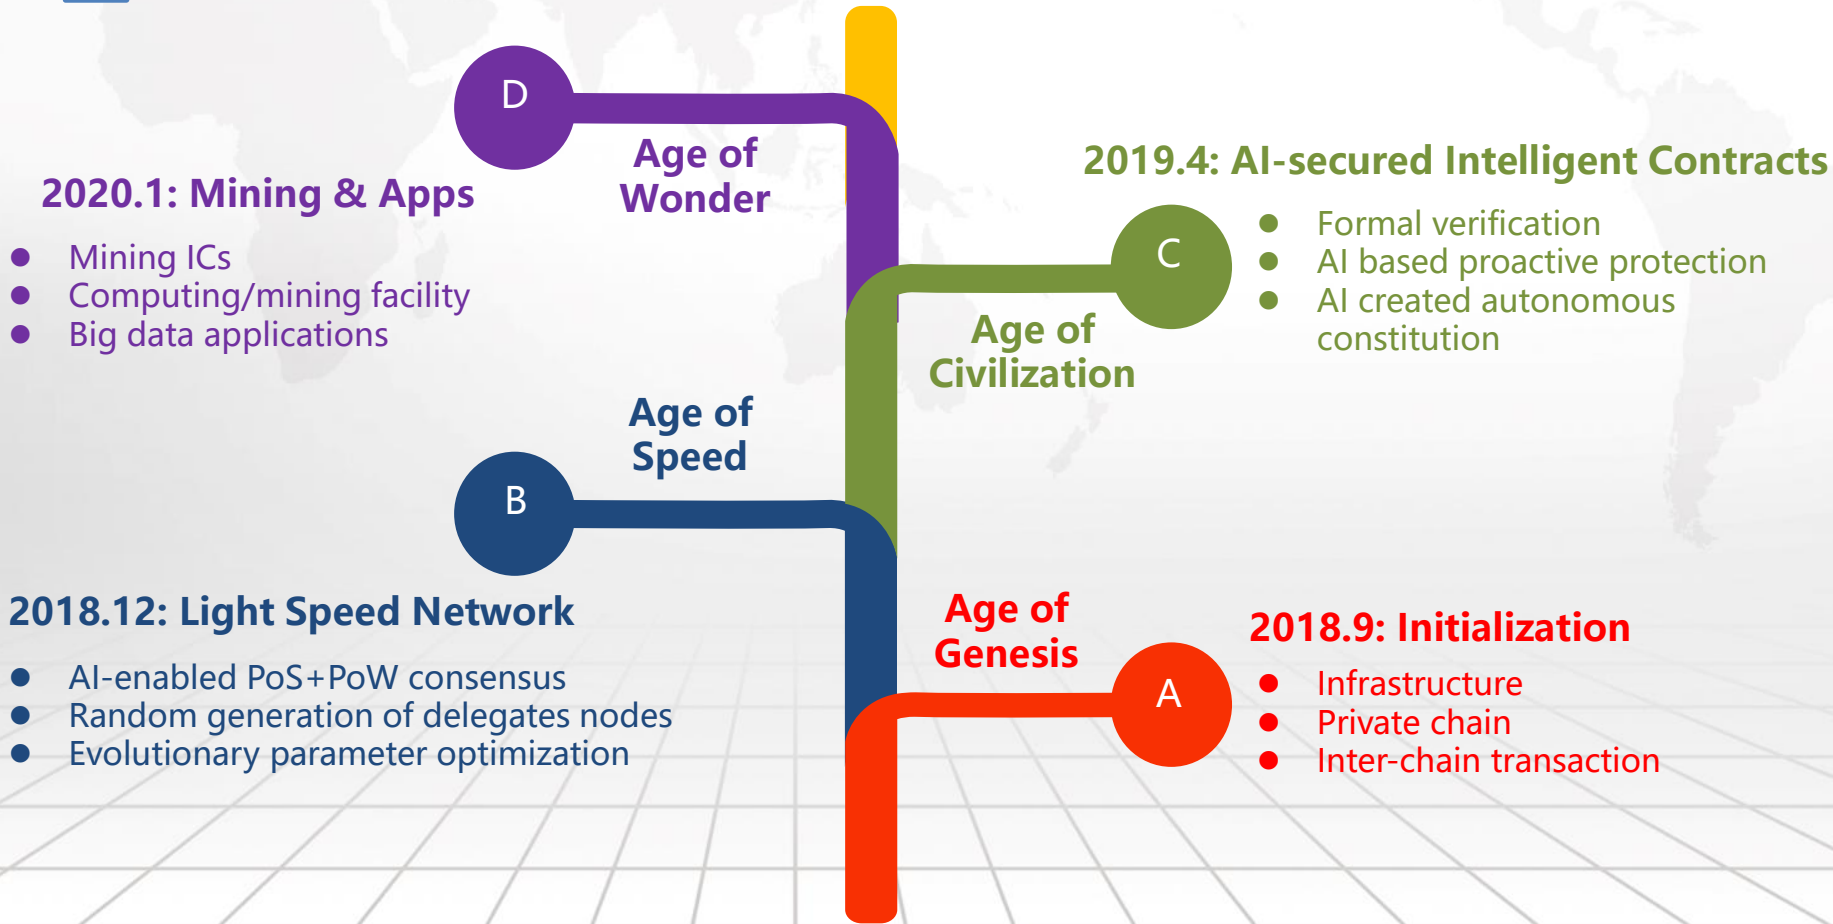 D
Age of
Wonder
2020.1: Mining & Apps
● Mining ICs
● Computing/mining facility
● Big data applications
2019.4: AI-secured Intelligent Contracts
C
● Formal verification
● AI based proactive protection
● AI created autonomous
constitution
Age of
Civilization
Age of
Speed
B
2018.12: Light Speed Network
● AI-enabled PoS+PoW consensus
● Random generation of delegates nodes
● Evolutionary parameter optimization
Age of
Genesis
A
2018.9: Initialization
● Infrastructure
● Private chain
● Inter-chain transaction